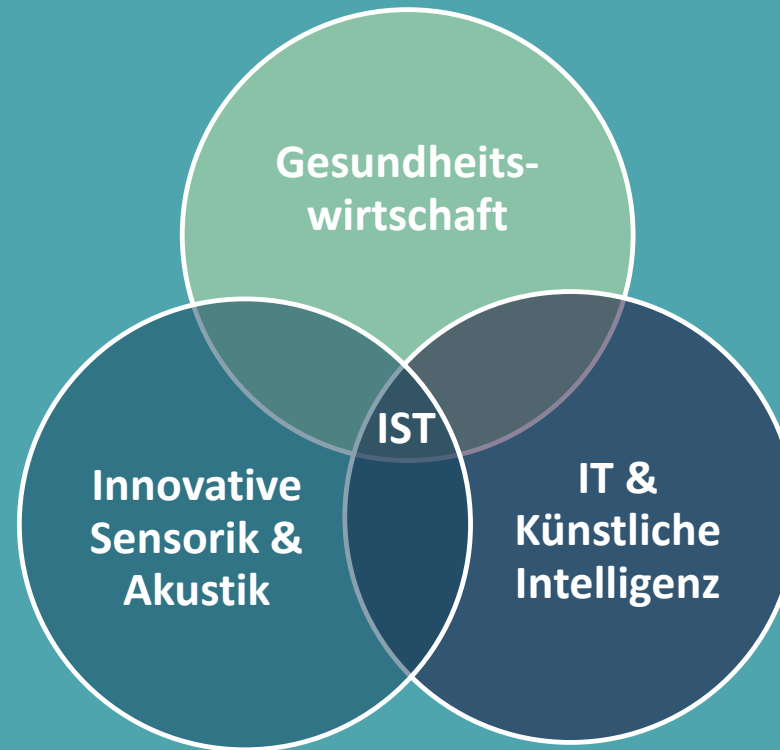 Gesundheits-
wirtschaft
IST
Innovative
Sensorik &
Akustik
IT &
Künstliche
Intelligenz